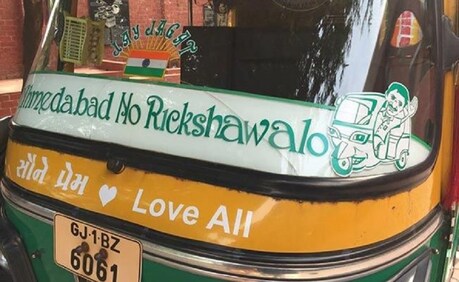 JAY JAGAT
Ahmedabad No Rickshawalo
સૌને પ્રેમ ♥ Love All
GJ·1·BZ
6061